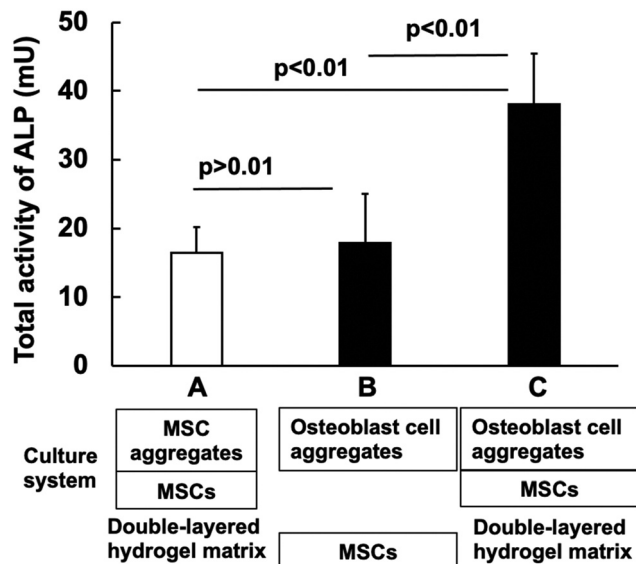 Total activity of ALP (mU)
50
40
30
20
10
0
p<0.01
p<0.01
p>0.01
A
B
C
Culture
system
MSC
aggregates
MSCs
Double-layered
hydrogel matrix
Osteoblast cell
aggregates
MSCs
Osteoblast cell
aggregates
MSCs
Double-layered
hydrogel matrix